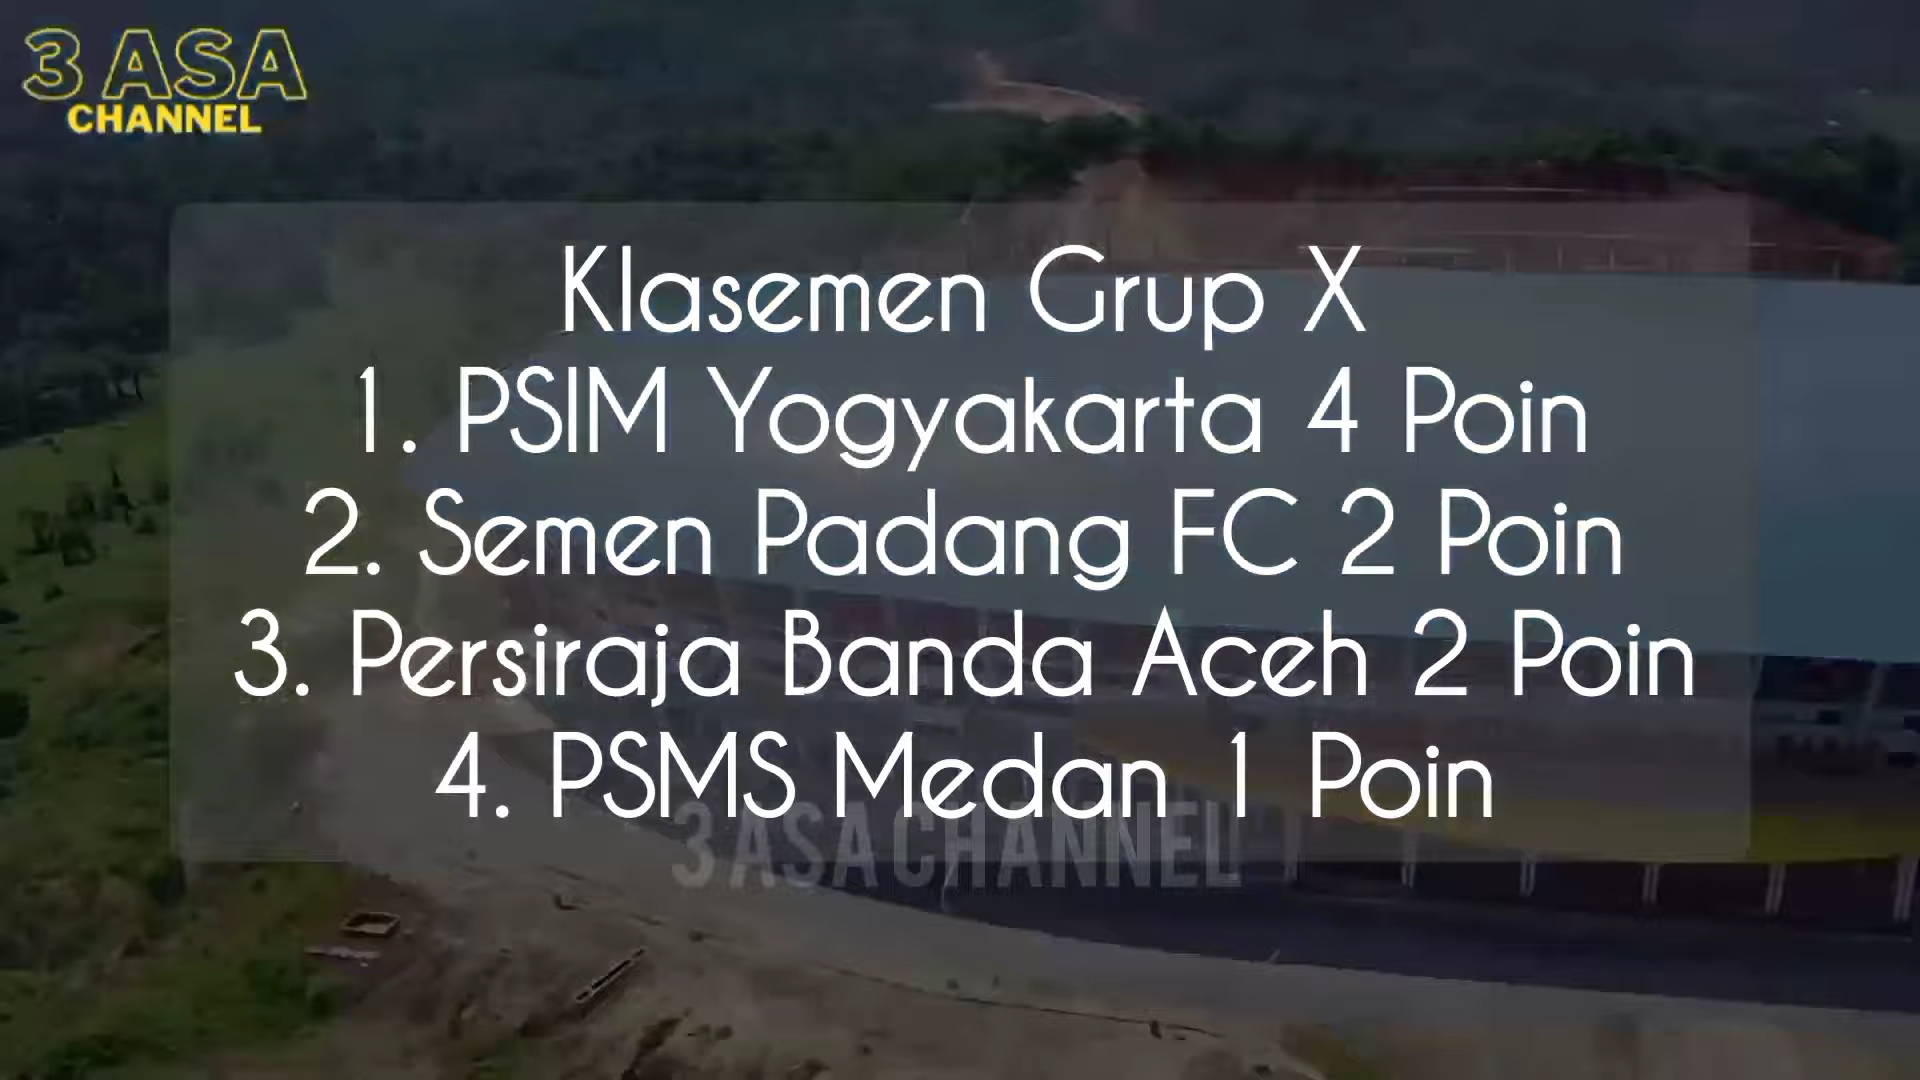 3 ASA
CHANNEL
Klasemen Grup X
1. PSIM Yogyakarta 4 Poin
2. Semen Padang FC 2 Poin
3. Persiraja Banda Aceh 2 Poin
4. PSMS Medan 1 Poin
3 ASA CHANNEL